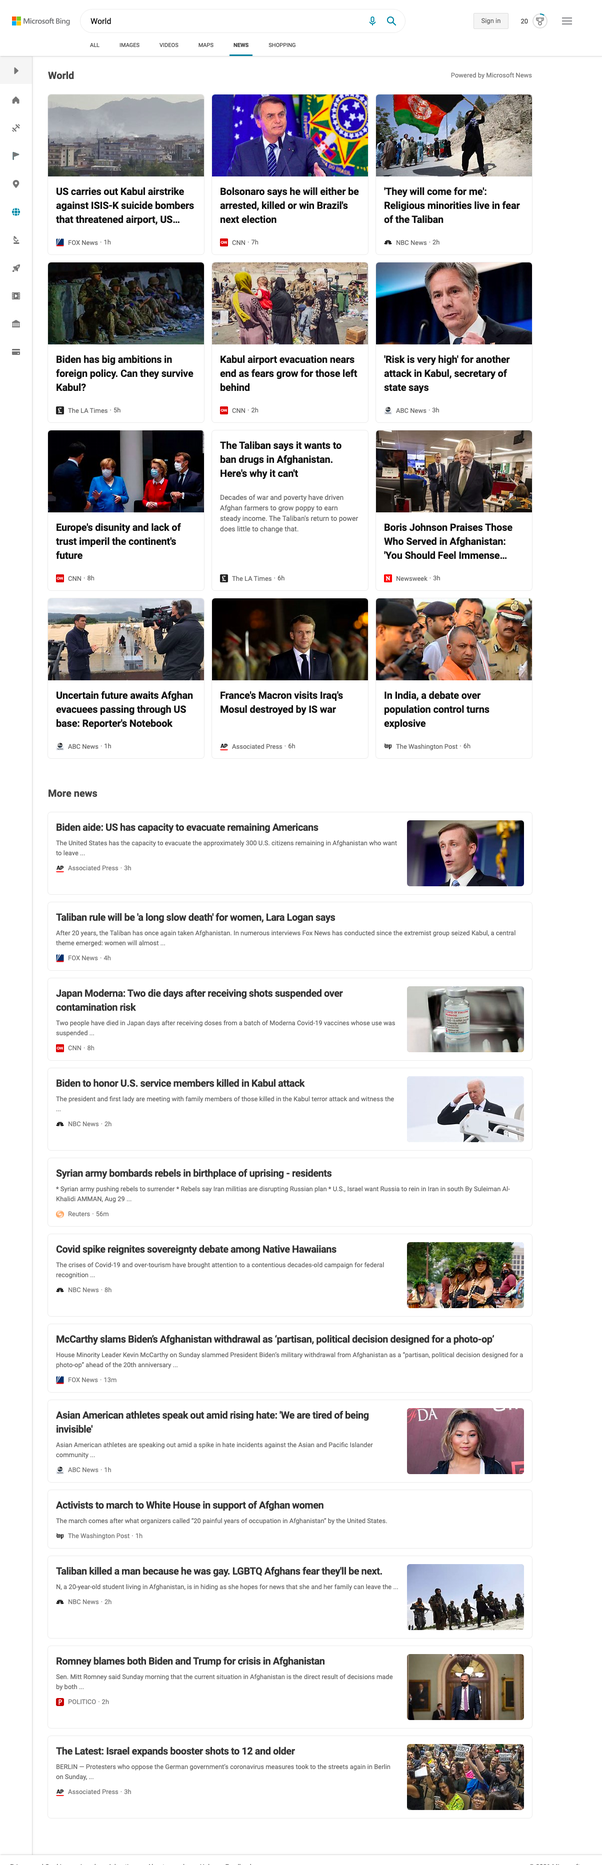 Microsoft Bing
World
Sign in
20
ALL
IMAGES
VIDEOS
MAPS
NEWS
SHOPPING
World
Powered by Microsoft News
US carries out Kabul airstrike
against ISIS-K suicide bombers
that threatened airport, US...
FOX News · 1h
Bolsonaro says he will either be
arrested, killed or win Brazil's
next election
CNN · 7h
'They will come for me':
Religious minorities live in fear
of the Taliban
NBC News · 2h
Biden has big ambitions in
foreign policy. Can they survive
Kabul?
The LA Times · 5h
Kabul airport evacuation nears
end as fears grow for those left
behind
CNN · 2h
'Risk is very high' for another
attack in Kabul, secretary of
state says
ABC News · 3h
Europe's disunity and lack of
trust imperil the continent's
future
CNN · 8h
The Taliban says it wants to
ban drugs in Afghanistan.
Here's why it can't
Decades of war and poverty have driven
Afghan farmers to grow poppy to earn
steady income. The Taliban's return to power
does little to change that.
The LA Times · 6h
Boris Johnson Praises Those
Who Served in Afghanistan:
'You Should Feel Immense...
Newsweek · 3h
Uncertain future awaits Afghan
evacuees passing through US
base: Reporter's Notebook
ABC News · 1h
France's Macron visits Iraq's
Mosul destroyed by IS war
AP Associated Press · 6h
In India, a debate over
population control turns
explosive
wp The Washington Post · 6h
More news
Biden aide: US has capacity to evacuate remaining Americans
The United States has the capacity to evacuate the approximately 300 U.S. citizens remaining in Afghanistan who want
to leave ...
AP Associated Press · 3h
Taliban rule will be 'a long slow death' for women, Lara Logan says
After 20 years, the Taliban has once again taken Afghanistan. In numerous interviews Fox News has conducted since the extremist group seized Kabul, a central
theme emerged: women will almost ...
FOX News · 4h
Japan Moderna: Two die days after receiving shots suspended over
contamination risk
Two people have died in Japan days after receiving doses from a batch of Moderna Covid-19 vaccines whose use was
suspended ...
CNN · 8h
Biden to honor U.S. service members killed in Kabul attack
The president and first lady are meeting with family members of those killed in the Kabul terror attack and witness the
...
NBC News · 2h
Syrian army bombards rebels in birthplace of uprising - residents
* Syrian army pushing rebels to surrender * Rebels say Iran militias are disrupting Russian plan * U.S., Israel want Russia to rein in Iran in south By Suleiman Al-
Khalidi AMMAN, Aug 29 ...
Reuters · 56m
Covid spike reignites sovereignty debate among Native Hawaiians
The crises of Covid-19 and over-tourism have brought attention to a contentious decades-old campaign for federal
recognition ...
NBC News · 8h
McCarthy slams Biden's Afghanistan withdrawal as 'partisan, political decision designed for a photo-op'
House Minority Leader Kevin McCarthy on Sunday slammed President Biden's military withdrawal from Afghanistan as a "partisan, political decision designed for a
photo-op" ahead of the 20th anniversary ...
FOX News · 13m
Asian American athletes speak out amid rising hate: 'We are tired of being
invisible'
Asian American athletes are speaking out amid a spike in hate incidents against the Asian and Pacific Islander
community ...
ABC News · 1h
DA
Activists to march to White House in support of Afghan women
The march comes after what organizers called "20 painful years of occupation in Afghanistan" by the United States.
wp The Washington Post · 1h
Taliban killed a man because he was gay. LGBTQ Afghans fear they'll be next.
N, a 20-year-old student living in Afghanistan, is in hiding as she hopes for news that she and her family can leave the ...
NBC News · 2h
Romney blames both Biden and Trump for crisis in Afghanistan
Sen. Mitt Romney said Sunday morning that the current situation in Afghanistan is the direct result of decisions made
by both ...
POLITICO · 2h
The Latest: Israel expands booster shots to 12 and older
BERLIN — Protesters who oppose the German government's coronavirus measures took to the streets again in Berlin
on Sunday, ...
AP Associated Press · 3h